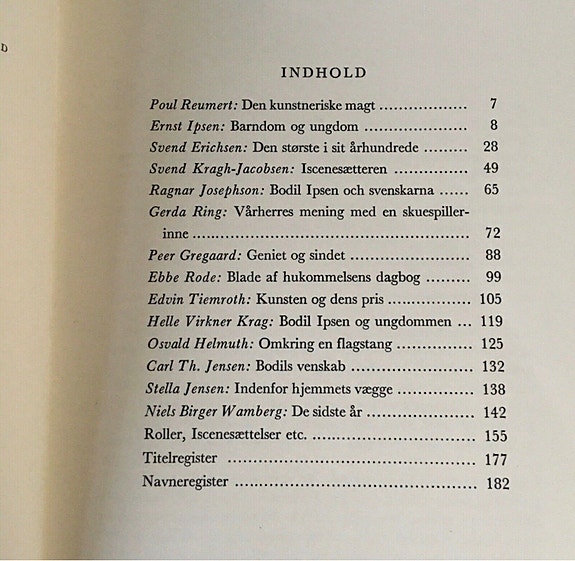 D
INDHOLD
Poul Reumert: Den kunstneriske magt .................. 7
Ernst Ipsen: Barndom og ungdom .................... 8
Svend Erichsen: Den største i sit århundrede ......... 28
Svend Kragh-Jacobsen: Iscenesætteren ............... 49
Ragnar Josephson: Bodil Ipsen och svenskarna ...... 65
Gerda Ring: Vårherres mening med en skuespiller-
inne ..................................................... 72
Peer Gregaard: Geniet og sindet ........................ 88
Ebbe Rode: Blade af hukommelsens dagbog ......... 99
Edvin Tiemroth: Kunsten og dens pris ................ 105
Helle Virkner Krag: Bodil Ipsen og ungdommen ... 119
Osvald Helmuth: Omkring en flagstang ............... 125
Carl Th. Jensen: Bodils venskab ........................ 132
Stella Jensen: Indenfor hjemmets vægge ............... 138
Niels Birger Wamberg: De sidste år ..................... 142
Roller, Iscenesættelser etc. ................................ 155
Titelregister ................................................ 177
Navneregister ............................................... 182